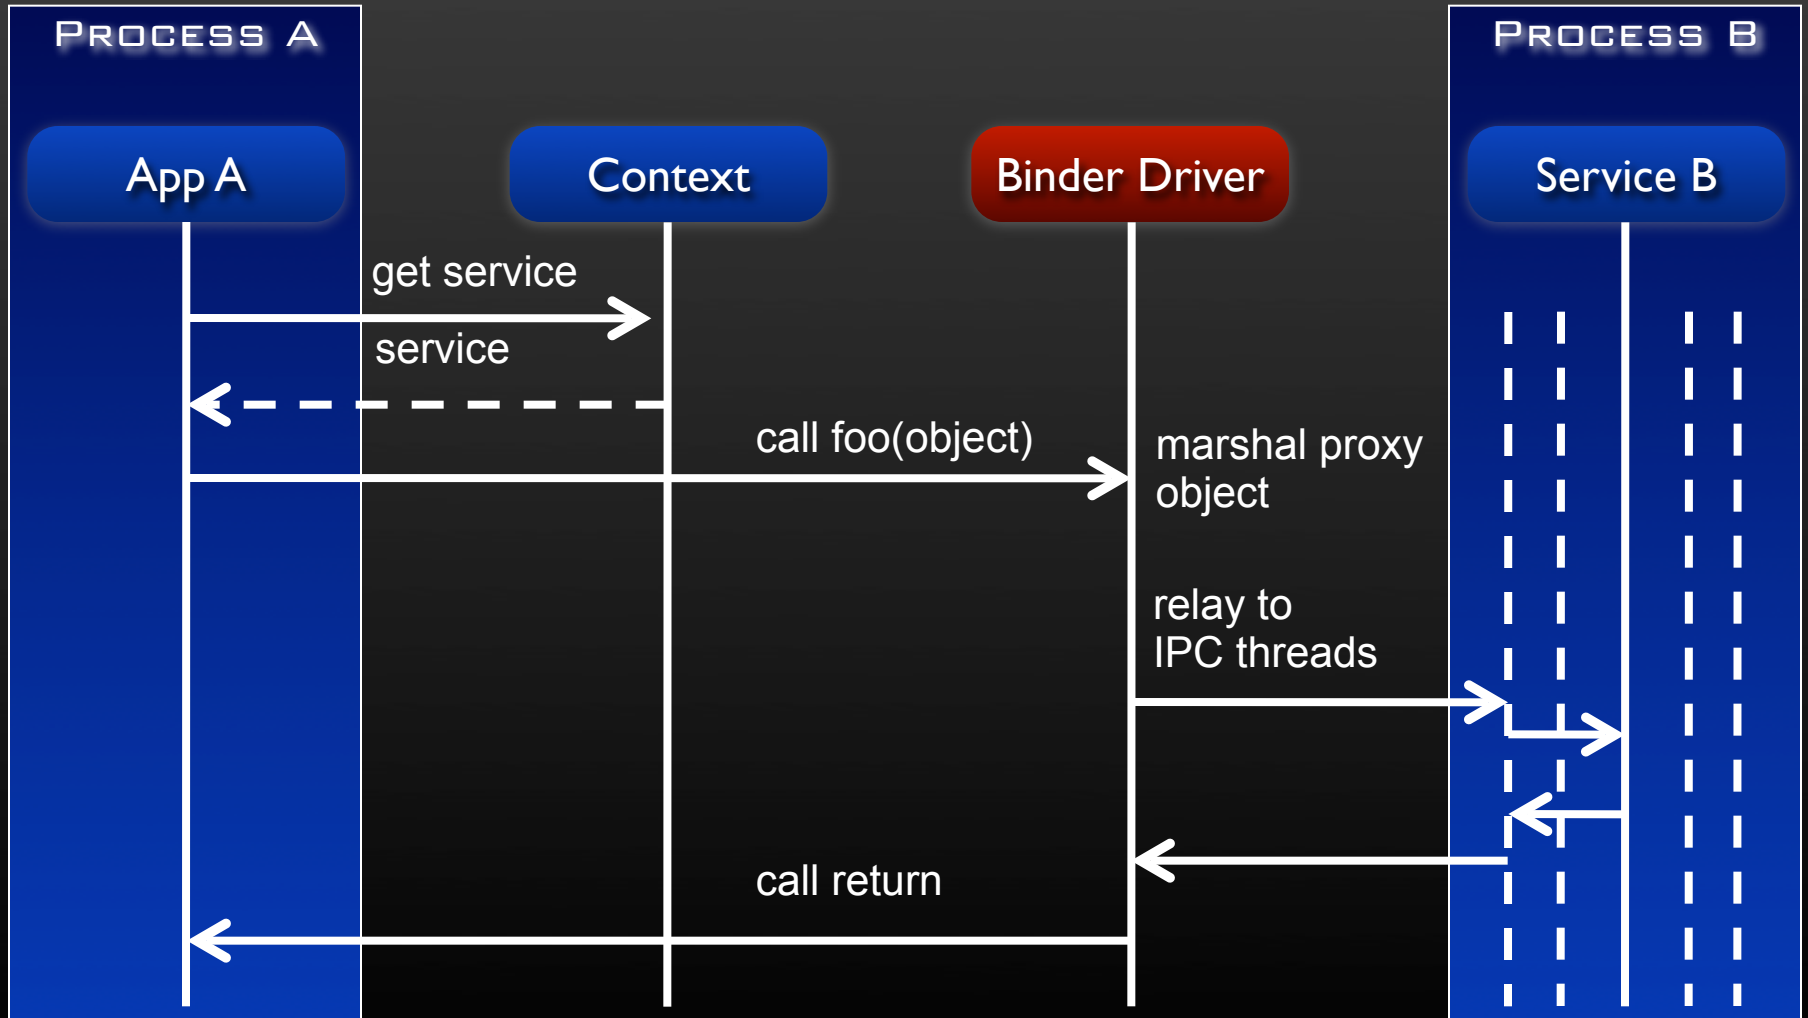 PROCESS A
PROCESS B
App A
Context
Binder Driver
Service B
get service
service
call foo(object)
marshal proxy
object
relay to
IPC threads
call return